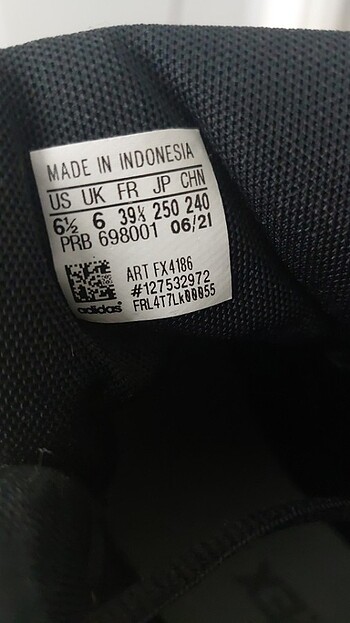 MADE IN INDONESIA
US UK FR JP CHN
6½ 6 39⅓ 250 240
PRB 698001 06/21
ART FX4186
#127532972
adidas FRL4T7Lk00055